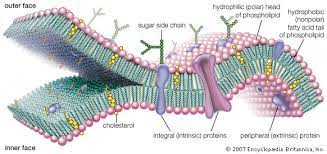 outer face
sugar side chain
hydrophilic (polar) head
of phospholipid
hydrophobic
(nonpolar)
fatty acid tail
of phospholipid
cholesterol
integral (intrinsic) proteins
peripheral (extrinsic) protein
inner face
© 2007 Encyclopædia Britannica, Inc.